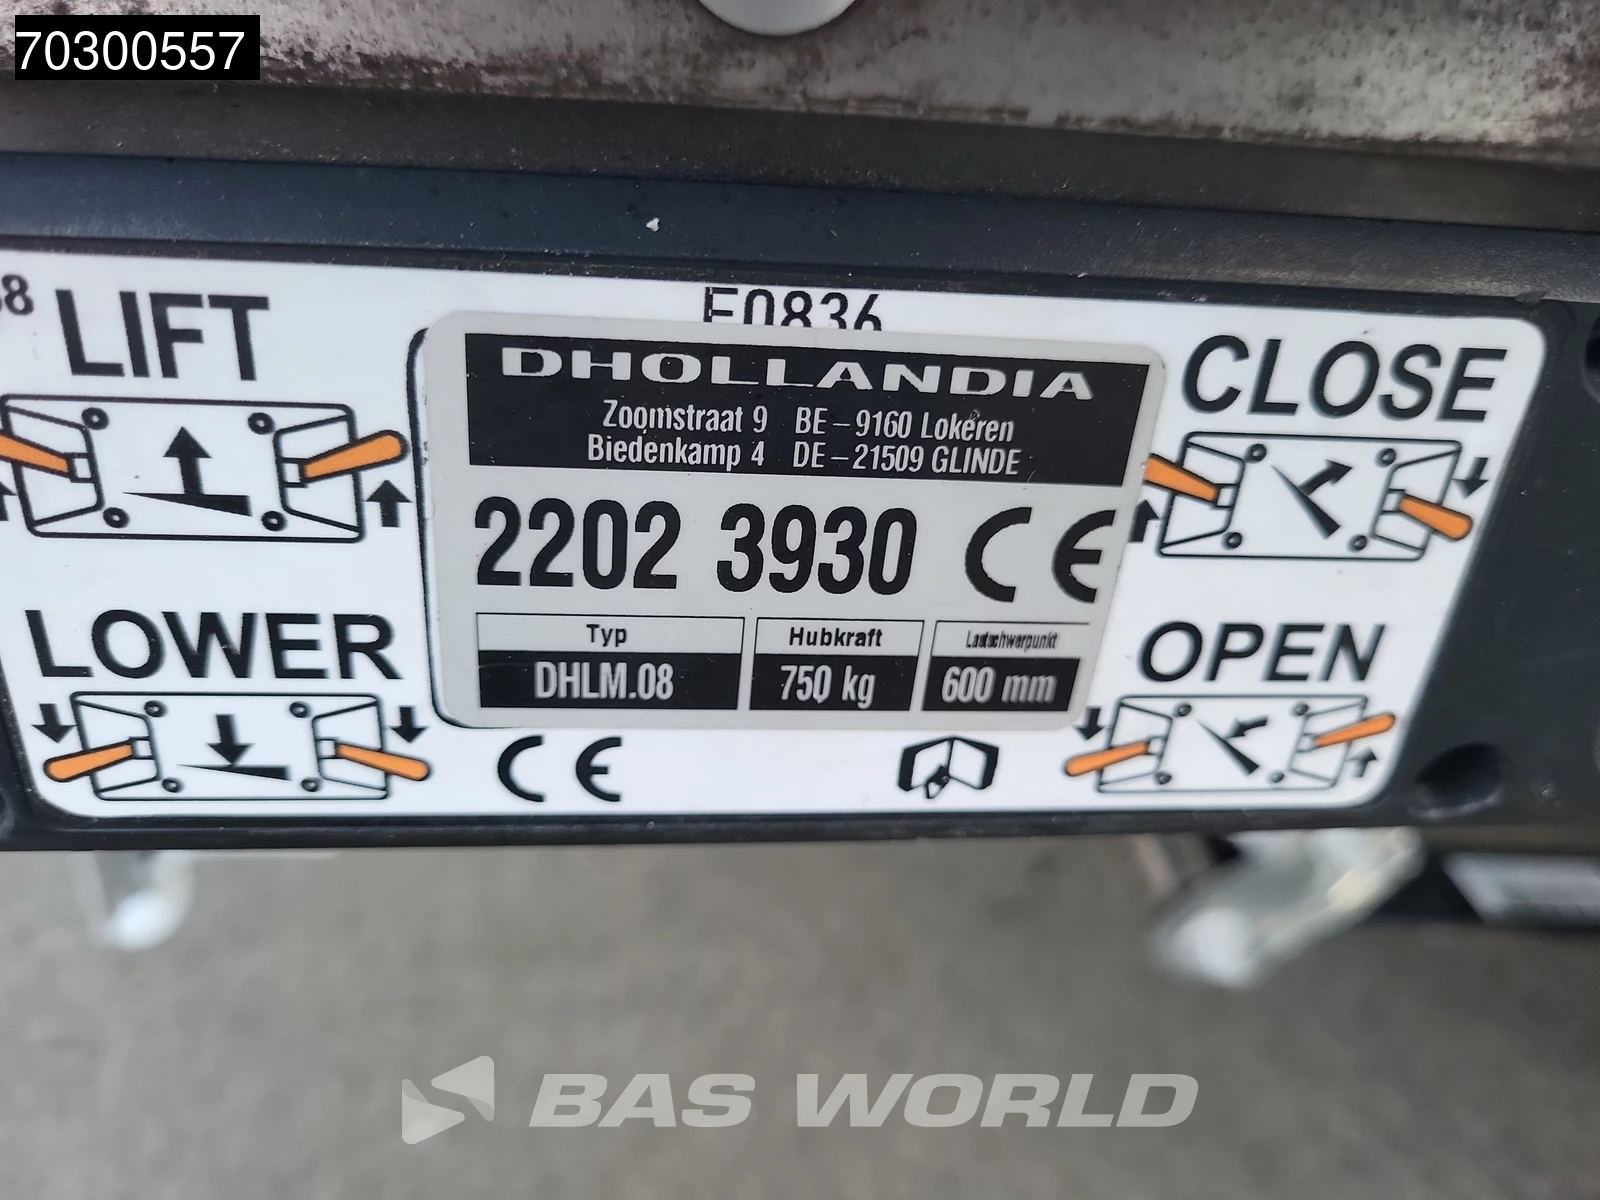 70300557
LIFT
E0836
CLOSE
DHOLLANDIA
Zoomstraat 9 BE – 9160 Lokeren
Biedenkamp 4 DE – 21509 GLINDE
2202 3930 CE
Typ Hubkraft Lastschwerpunkt
DHLM.08 750 kg 600 mm
LOWER
OPEN
CE
BAS WORLD